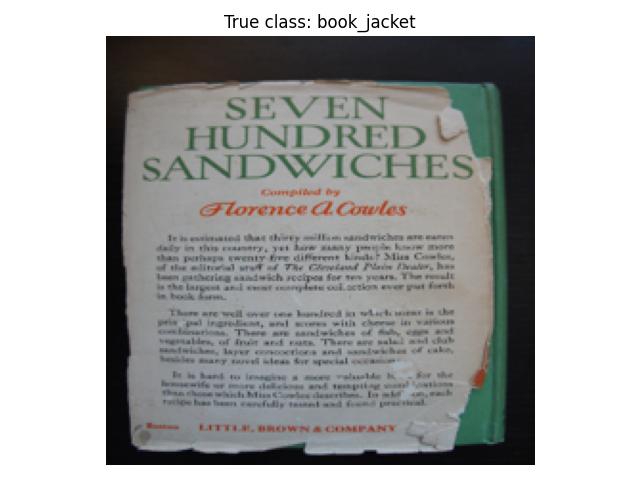 True class: book_jacket
SEVEN
HUNDRED
SANDWICHES
Compiled by
Florence A. Cowles
It is estimated that thirty million sandwiches are eaten
daily in this country, yet how many people know more
than perhaps twenty-five different kinds? Miss Cowles,
of the editorial staff of The Cleveland Plain Dealer, has
been gathering sandwich recipes for ten years. The result
is the largest and most complete collection ever put forth
in book form.
There are well over one hundred in which meat is the
prin pal ingredient, and scores with cheese in various
combinations. There are sandwiches of fish, eggs and
vegetables, of fruit and nuts. There are salad and club
sandwiches, layer concoctions and sandwiches of cake,
besides many novel ideas for special occasion
It is hard to imagine a more valuable b for the
housewife or more delicious and tempting com nations
than those which Miss Cowles describes. In add on, each
recipe has been carefully tested and found practical.
Boston LITTLE, BROWN & COMPANY